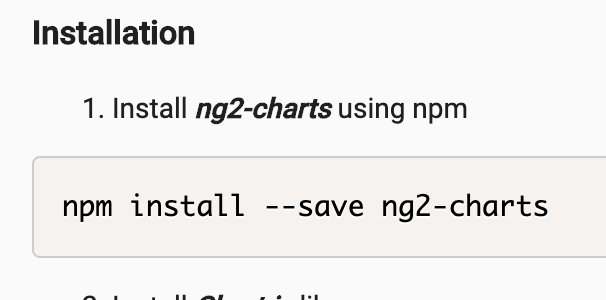 Installation
1. Install ng2-charts using npm
npm install --save ng2-charts